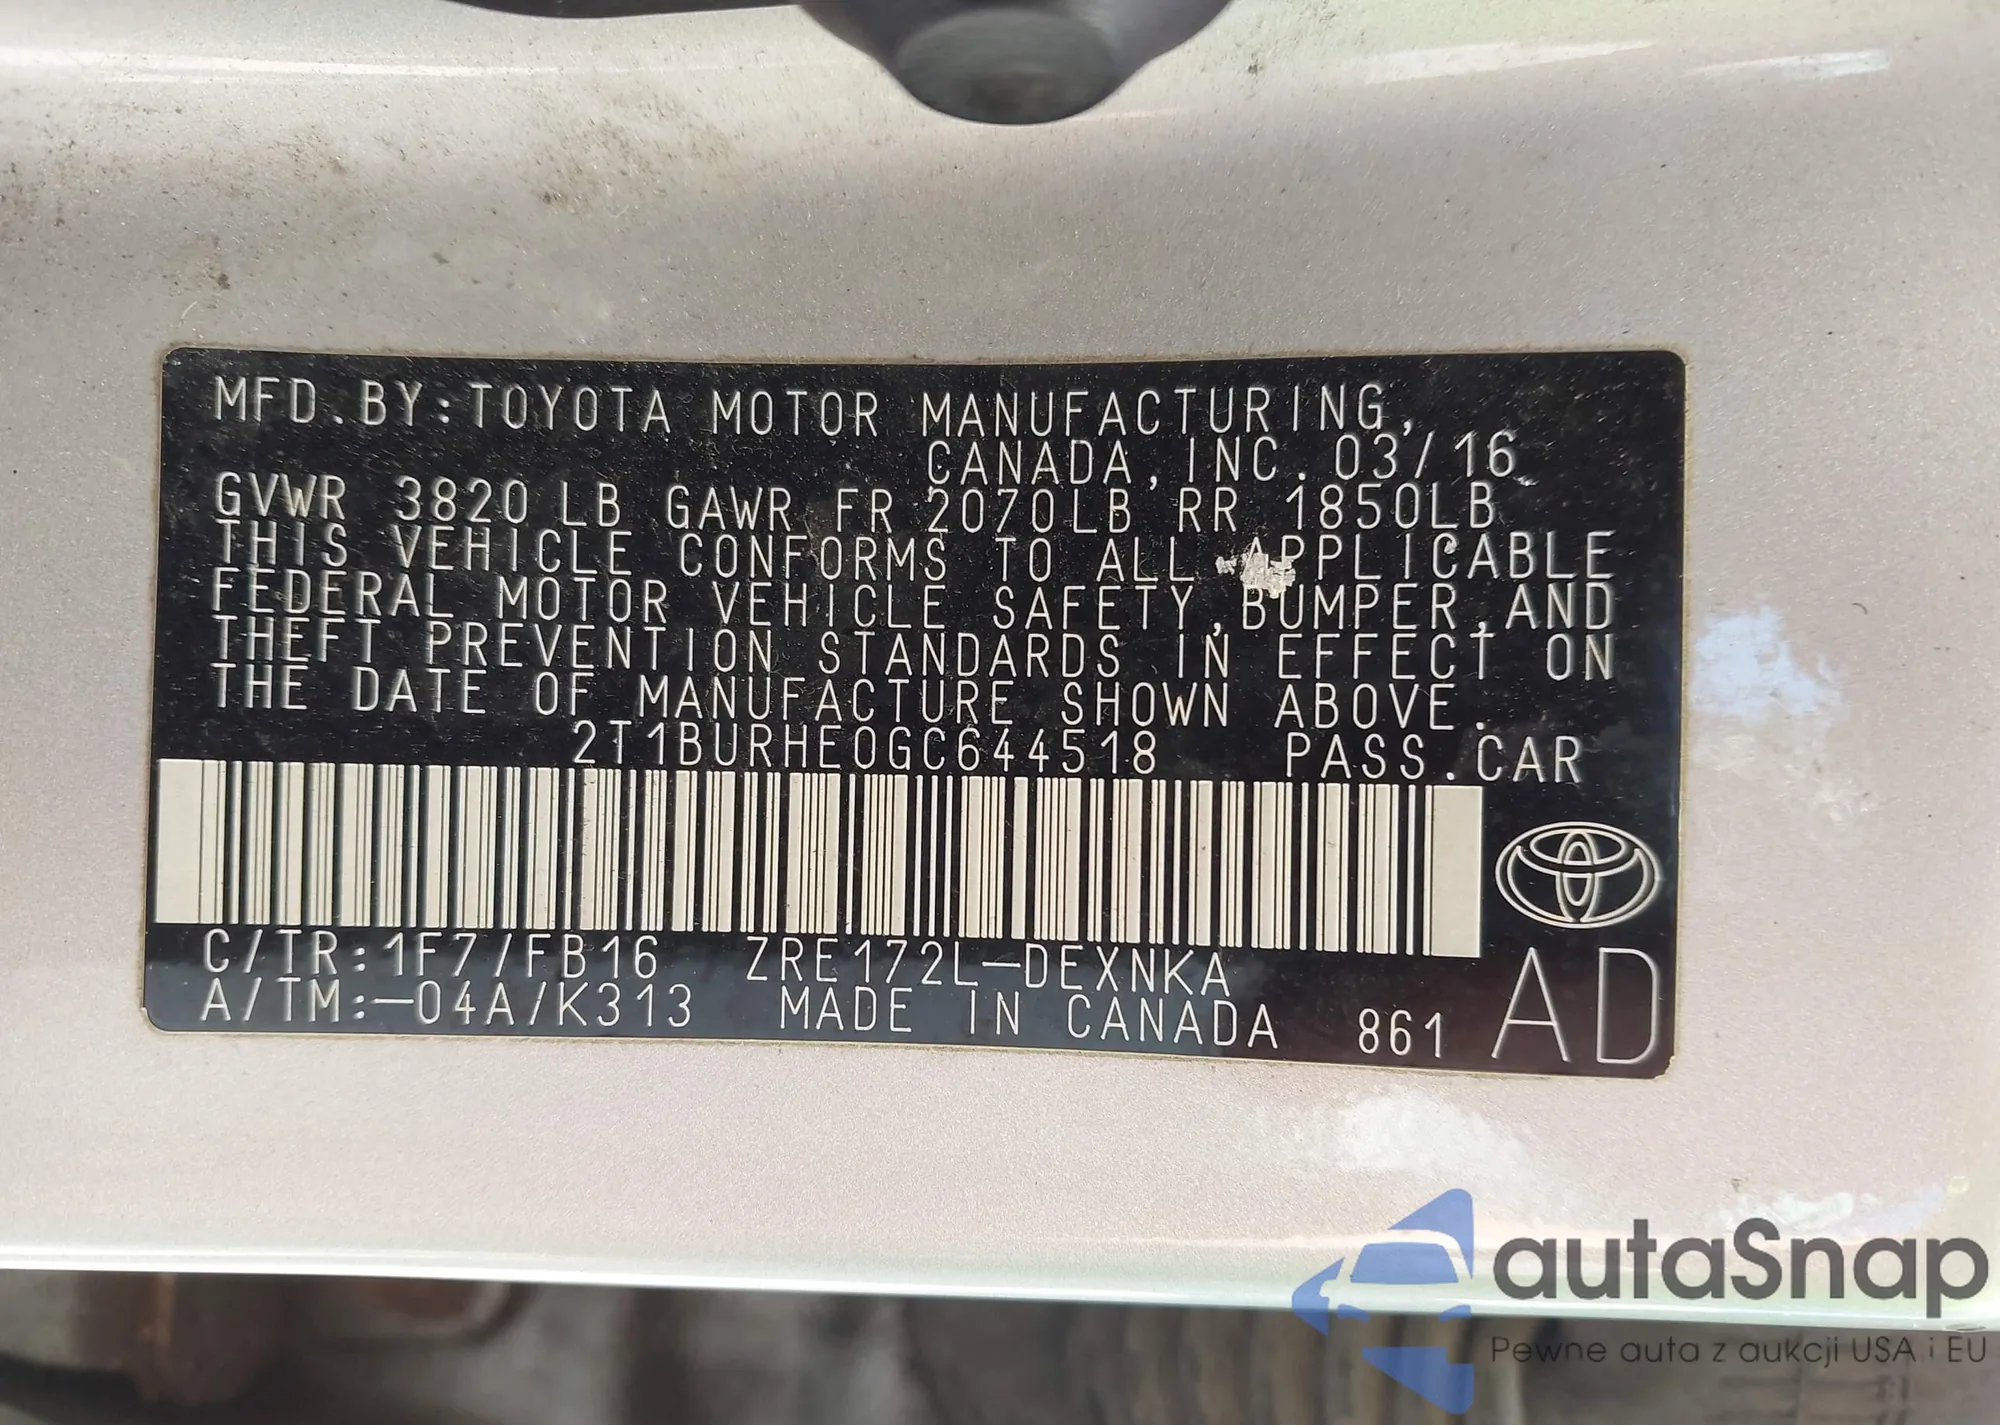 MFD.BY:TOYOTA MOTOR MANUFACTURING,
CANADA,INC.03/16
GVWR 3820 LB GAWR FR 2070LB RR 1850LB
THIS VEHICLE CONFORMS TO ALL APPLICABLE
FEDERAL MOTOR VEHICLE SAFETY,BUMPER,AND
THEFT PREVENTION STANDARDS IN EFFECT ON
THE DATE OF MANUFACTURE SHOWN ABOVE.
2T1BURHE0GC644518 PASS.CAR
C/TR:1F7/FB16 ZRE172L-DEXNKA
A/TM:-04A/K313 MADE IN CANADA 861 AD
autaSnap
Pewne auta z aukcji USA i EU